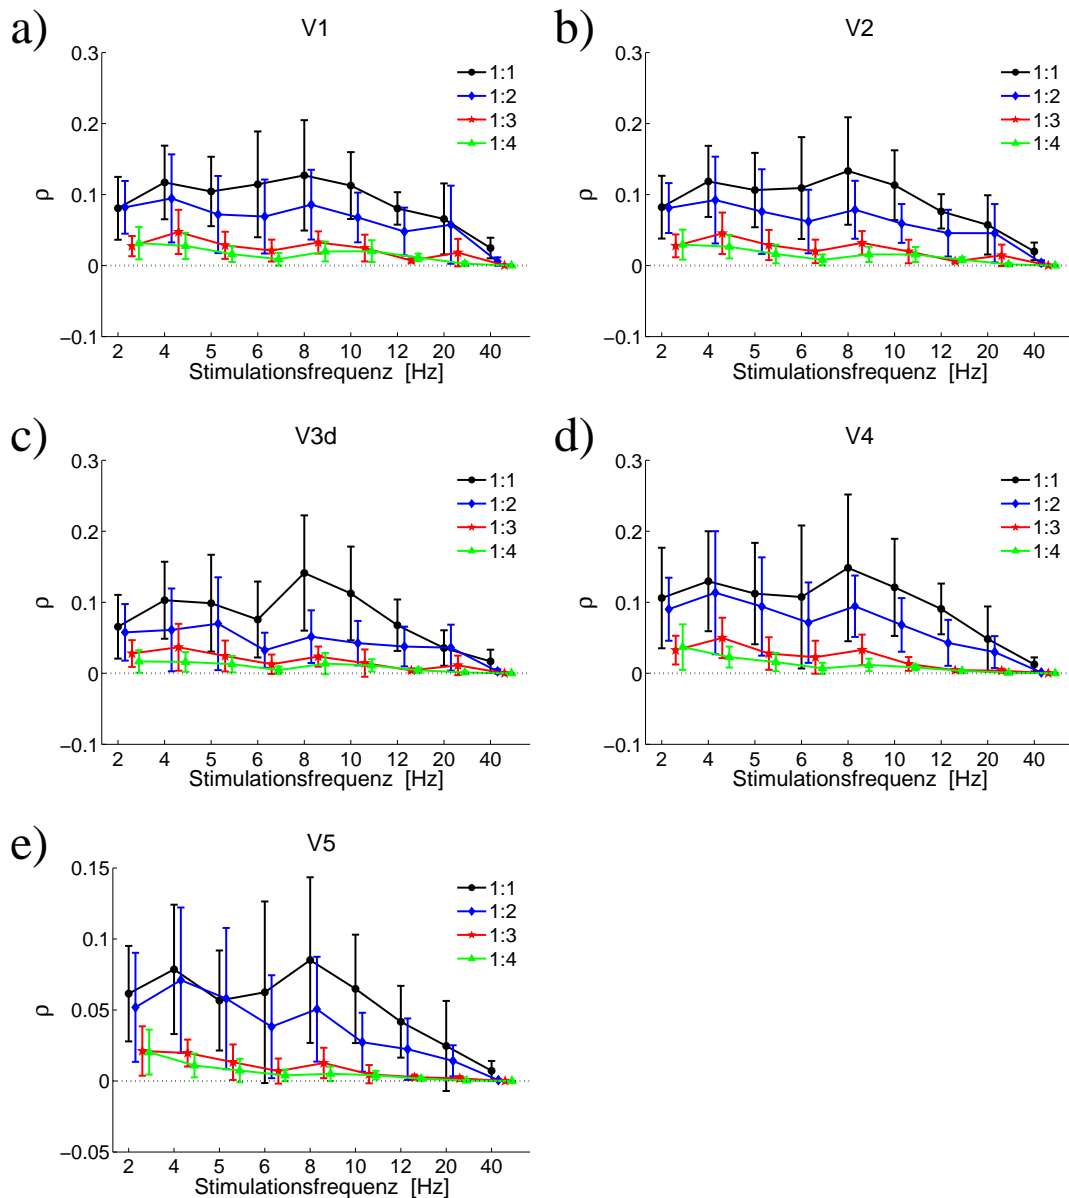 a)
V1
0.3
0.2
0.1
0
−0.1
ρ
1:1
1:2
1:3
1:4
2 4 5 6 8 10 12 20 40
Stimulationsfrequenz [Hz]
b)
V2
0.3
0.2
0.1
0
−0.1
ρ
1:1
1:2
1:3
1:4
2 4 5 6 8 10 12 20 40
Stimulationsfrequenz [Hz]
c)
V3d
0.3
0.2
0.1
0
−0.1
ρ
1:1
1:2
1:3
1:4
2 4 5 6 8 10 12 20 40
Stimulationsfrequenz [Hz]
d)
V4
0.3
0.2
0.1
0
−0.1
ρ
1:1
1:2
1:3
1:4
2 4 5 6 8 10 12 20 40
Stimulationsfrequenz [Hz]
e)
V5
0.15
0.1
0.05
0
−0.05
ρ
1:1
1:2
1:3
1:4
2 4 5 6 8 10 12 20 40
Stimulationsfrequenz [Hz]